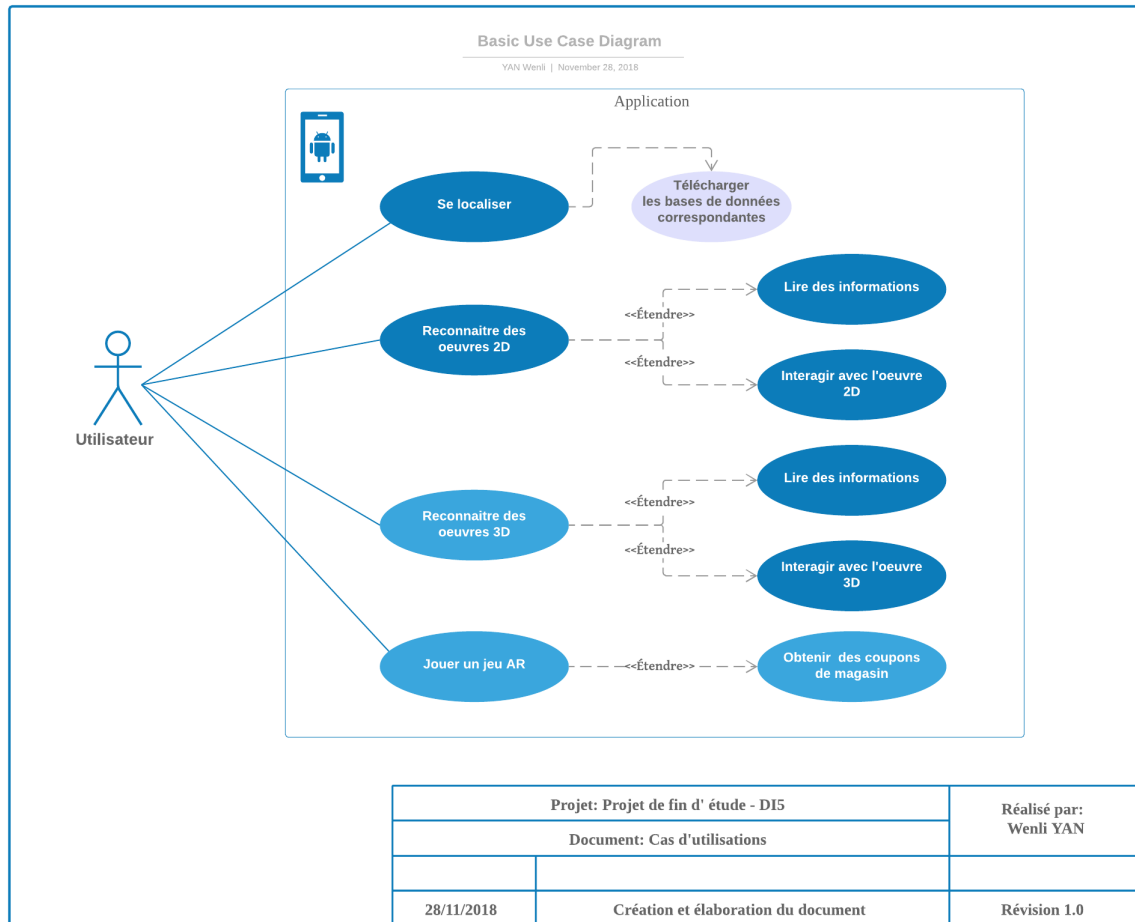 Basic Use Case Diagram
YAN Wenli | November 28, 2018
Application
Se localiser
Télécharger
les bases de données
correspondantes
Lire des informations
<<Étendre>>
Reconnaitre des
oeuvres 2D
<<Étendre>>
Interagir avec l'oeuvre
2D
Utilisateur
Lire des informations
<<Étendre>>
Reconnaitre des
oeuvres 3D
<<Étendre>>
Interagir avec l'oeuvre
3D
Jouer un jeu AR
<<Étendre>>
Obtenir des coupons
de magasin
Projet: Projet de fin d' étude - DI5
Réalisé par:
Wenli YAN
Document: Cas d'utilisations
28/11/2018
Création et élaboration du document
Révision 1.0